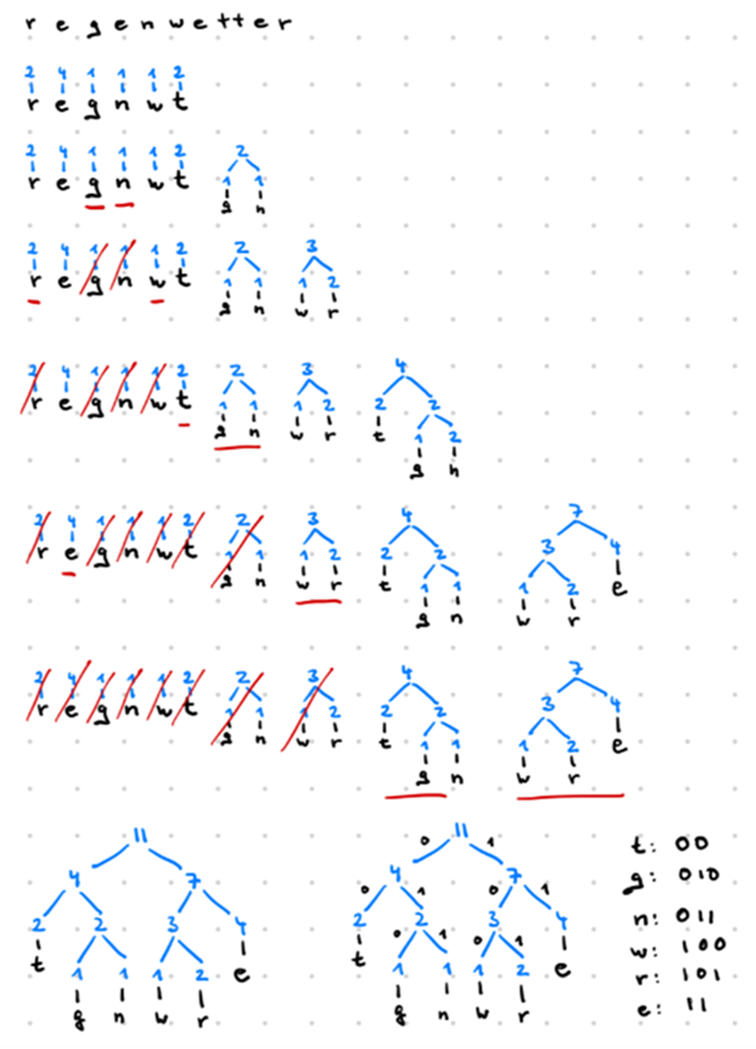 r e g e n w e t t e r
2 4 1 1 1 2
r e g n w t
2 4 1 1 1 2 2
r e g n w t 1 1
g n
2 4 1 1 1 2 2 3
r e g n w t 1 1 1 2
g n w r
2 4 1 1 1 2 2 3 4
r e g n w t 1 1 1 2 2 2
g n w r t 1 2
g n
2 4 1 1 1 2 2 3 4 7
r e g n w t 1 1 1 2 2 2 3 4
g n w r t 1 1 1 2 e
g n w r
2 4 1 1 1 2 2 3 4 7
r e g n w t 1 1 1 2 2 2 3 4
g n w r t 1 1 1 2 e
g n w r
11 0 11 1 t: 00
4 7 0 4 1 0 7 1 g: 010
2 2 3 4 2 0 2 1 0 3 1 4 n: 011
t 1 1 1 2 e t 1 1 1 2 e w: 100
g n w r g n w r r: 101
e: 11